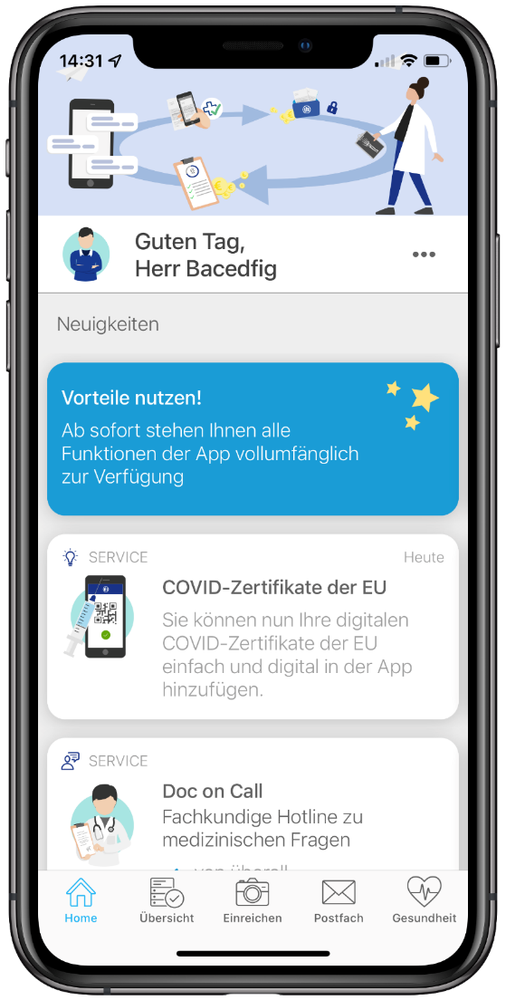 14:31
Guten Tag,
Herr Bacedfig
Neuigkeiten
Vorteile nutzen!
Ab sofort stehen Ihnen alle
Funktionen der App vollumfänglich
zur Verfügung
SERVICE
Heute
COVID-Zertifikate der EU
Sie können nun Ihre digitalen
COVID-Zertifikate der EU
einfach und digital in der App
hinzufügen.
SERVICE
Doc on Call
Fachkundige Hotline zu
medizinischen Fragen
von überall
Home
Übersicht
Einreichen
Postfach
Gesundheit